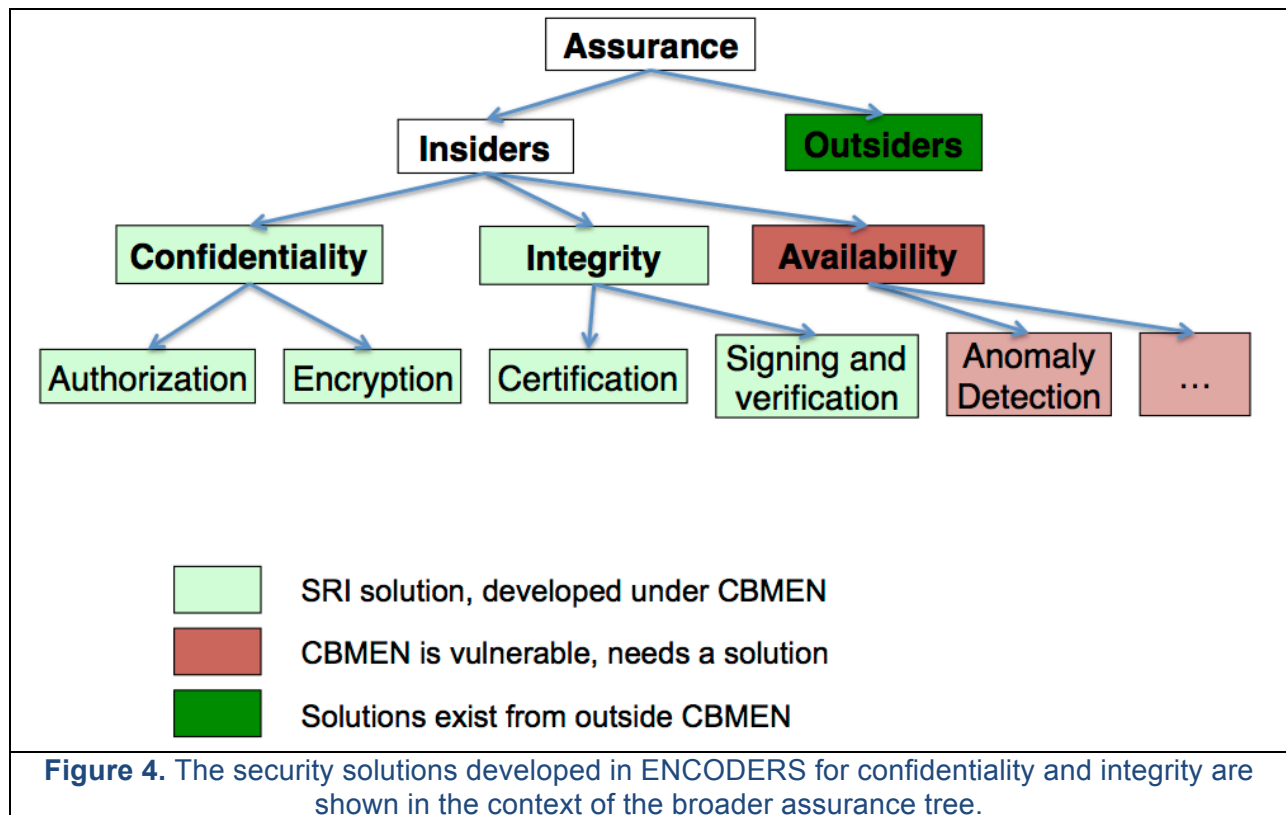 Assurance
Insiders
Outsiders
Confidentiality
Integrity
Availability
Authorization
Encryption
Certification
Signing and
verification
Anomaly
Detection
...
SRI solution, developed under CBMEN
CBMEN is vulnerable, needs a solution
Solutions exist from outside CBMEN
Figure 4. The security solutions developed in ENCODERS for confidentiality and integrity are
shown in the context of the broader assurance tree.